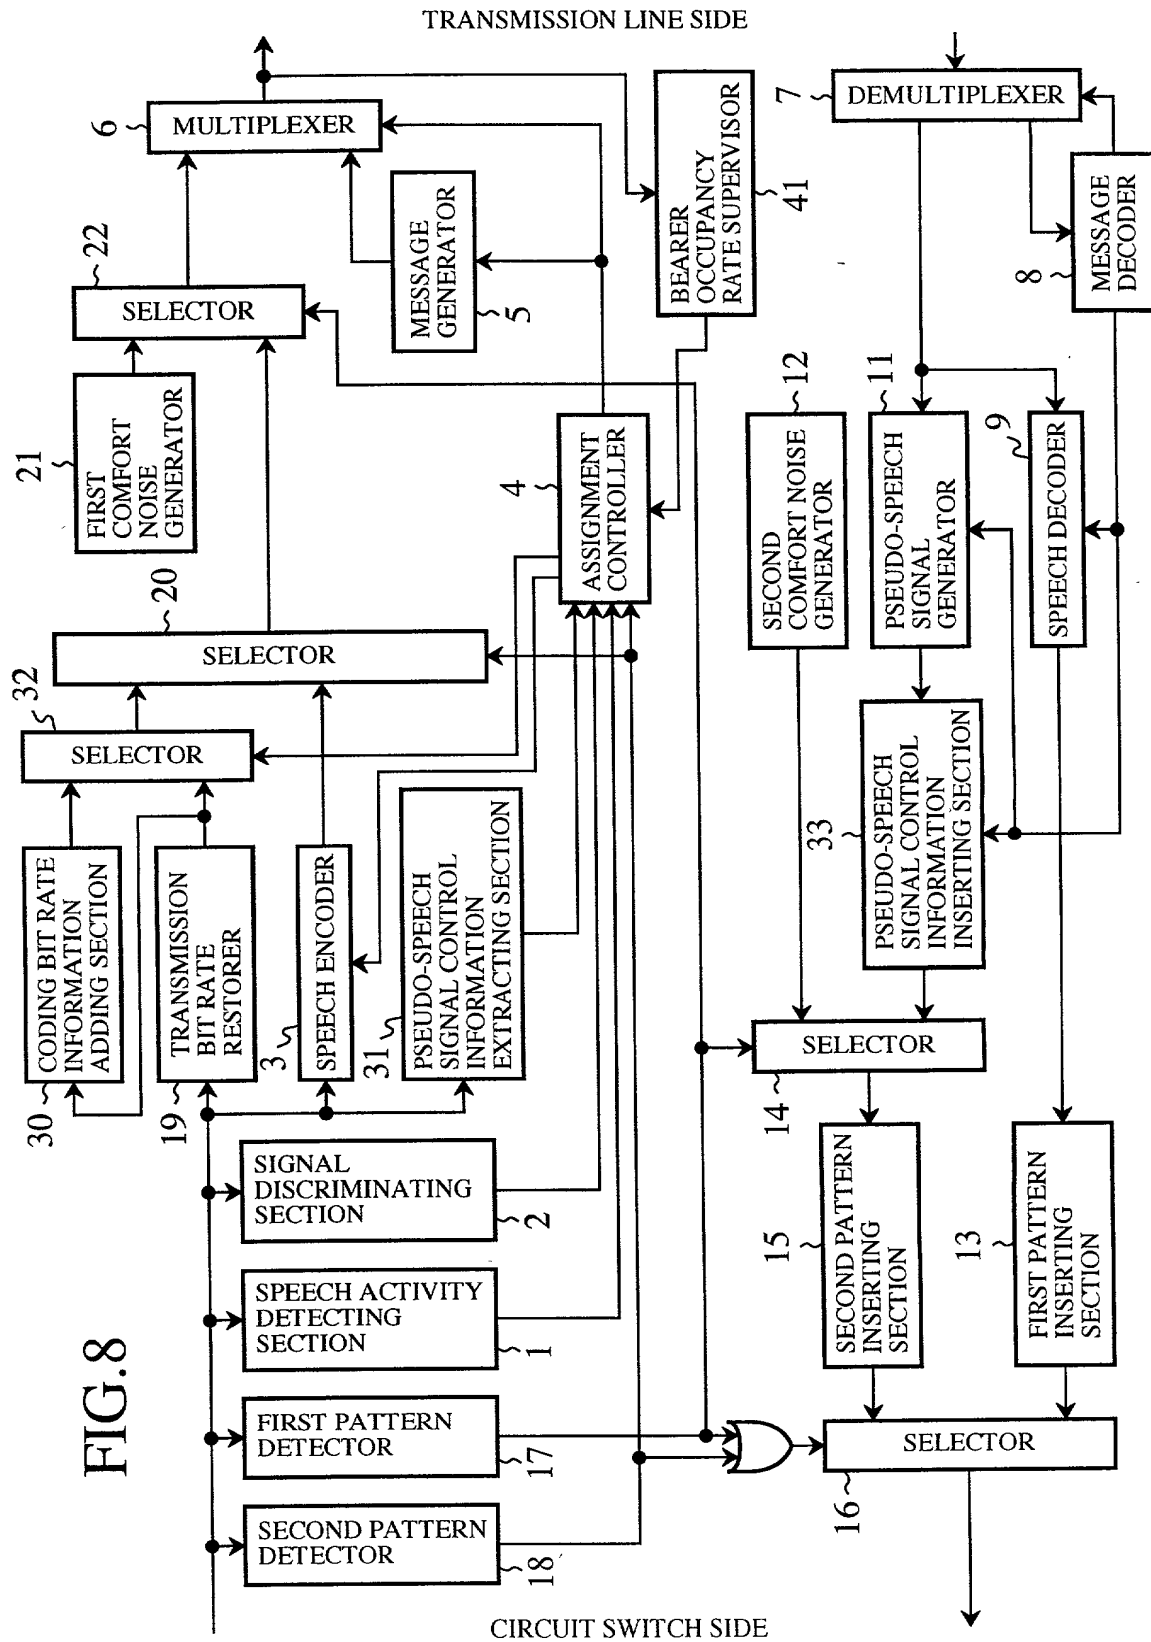 TRANSMISSION LINE SIDE
6
MULTIPLEXER
7
DEMULTIPLEXER
22
SELECTOR
MESSAGE
GENERATOR
5
BEARER
OCCUPANCY
RATE SUPERVISOR
41
MESSAGE
DECODER
8
21
FIRST
COMFORT
NOISE
GENERATOR
4
ASSIGNMENT
CONTROLLER
12
SECOND
COMFORT NOISE
GENERATOR
11
PSEUDO-SPEECH
SIGNAL
GENERATOR
9
SPEECH DECODER
20
SELECTOR
32
SELECTOR
33
PSEUDO-SPEECH
SIGNAL CONTROL
INFORMATION
INSERTING SECTION
30
CODING BIT RATE
INFORMATION
ADDING SECTION
19
TRANSMISSION
BIT RATE
RESTORER
3
SPEECH ENCODER
31
PSEUDO-SPEECH
SIGNAL CONTROL
INFORMATION
EXTRACTING SECTION
SELECTOR
14
SIGNAL
DISCRIMINATING
SECTION
2
SPEECH ACTIVITY
DETECTING
SECTION
1
15
SECOND PATTERN
INSERTING
SECTION
13
FIRST PATTERN
INSERTING
SECTION
FIG.8
FIRST PATTERN
DETECTOR
17
SELECTOR
16
SECOND PATTERN
DETECTOR
18
CIRCUIT SWITCH SIDE